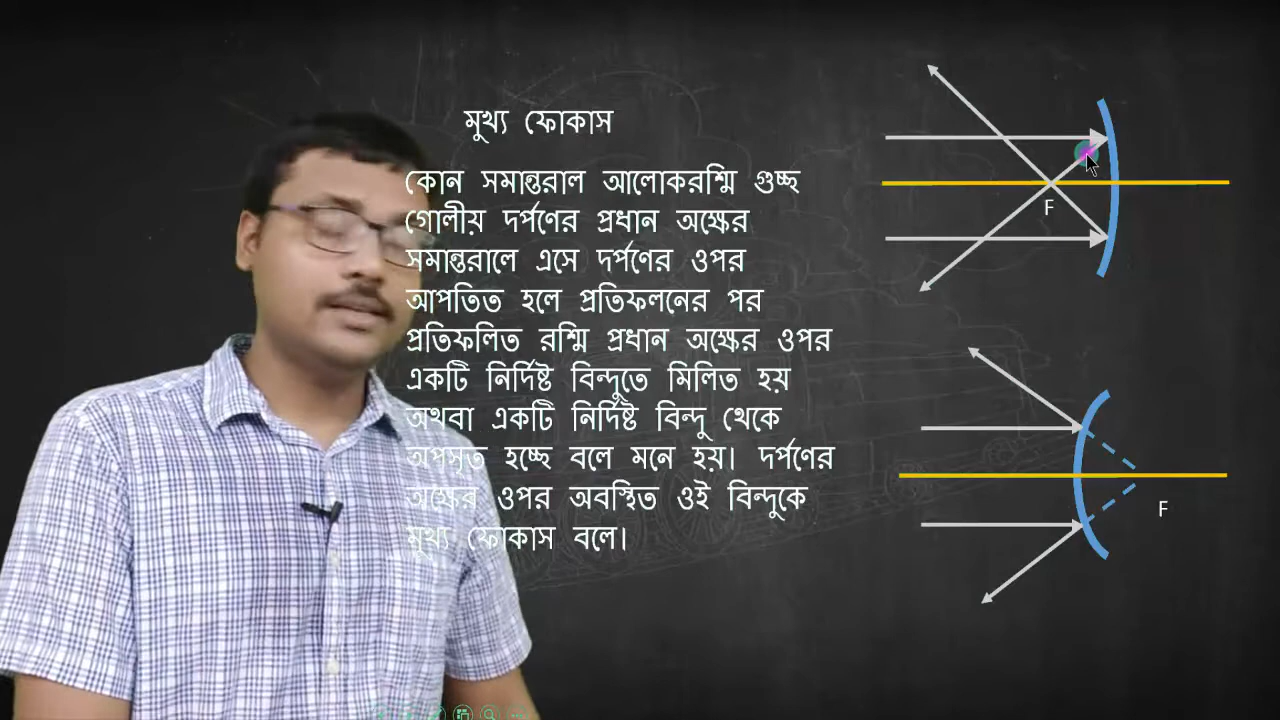 মুখ্য ফোকাস
কোন সমান্তরাল আলোকরশ্মি গুচ্ছ
গোলীয় দর্পণের প্রধান অক্ষের
সমান্তরালে এসে দর্পণের ওপর
আপতিত হলে প্রতিফলনের পর
প্রতিফলিত রশ্মি প্রধান অক্ষের ওপর
একটি নির্দিষ্ট বিন্দুতে মিলিত হয়
অথবা একটি নির্দিষ্ট বিন্দু থেকে
অপসৃত হচ্ছে বলে মনে হয়। দর্পণের
অক্ষের ওপর অবস্থিত ওই বিন্দুকে
মূখ্য ফোকাস বলে।
F
F